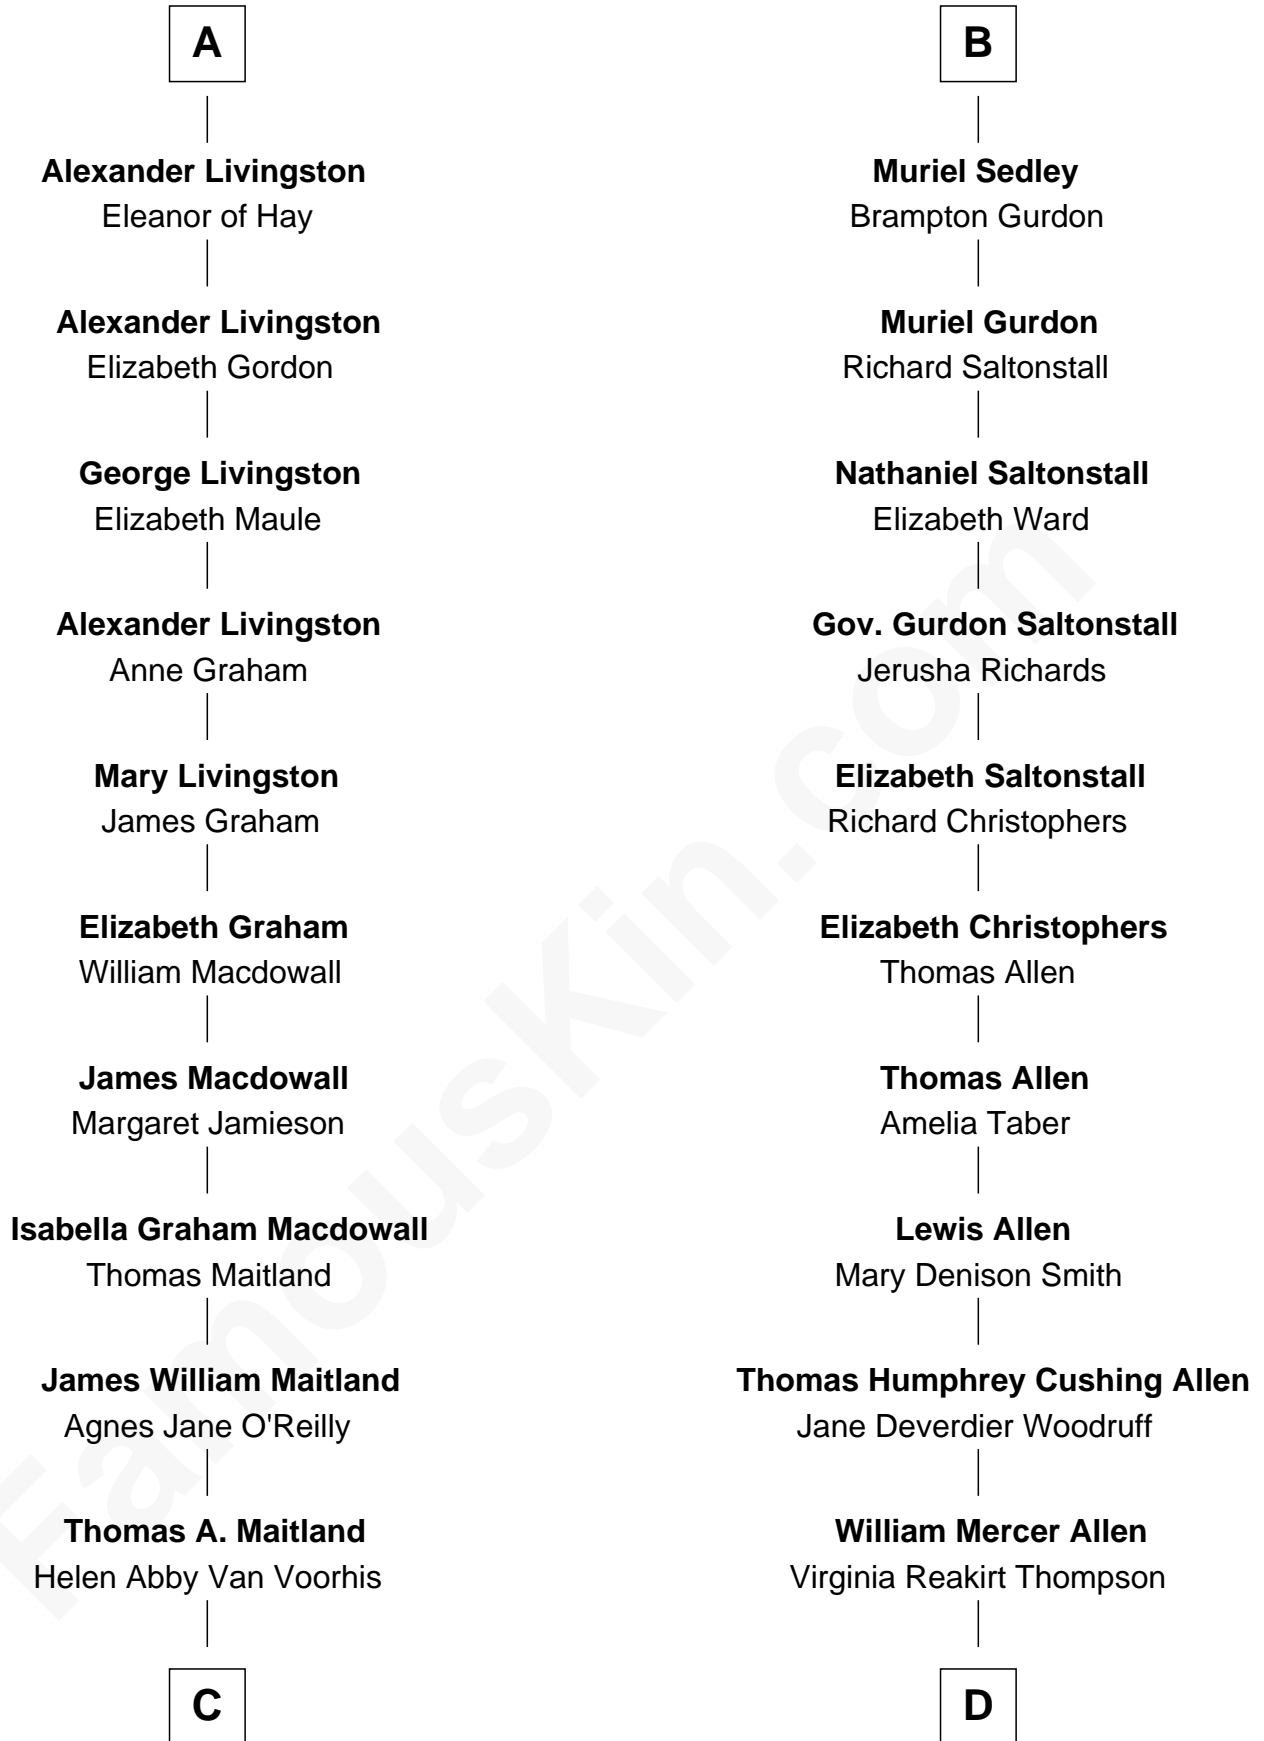 A
Alexander Livingston
Eleanor of Hay
Alexander Livingston
Elizabeth Gordon
George Livingston
Elizabeth Maule
Alexander Livingston
Anne Graham
Mary Livingston
James Graham
Elizabeth Graham
William Macdowall
James Macdowall
Margaret Jamieson
Isabella Graham Macdowall
Thomas Maitland
James William Maitland
Agnes Jane O'Reilly
Thomas A. Maitland
Helen Abby Van Voorhis
C
B
Muriel Sedley
Brampton Gurdon
Muriel Gurdon
Richard Saltonstall
Nathaniel Saltonstall
Elizabeth Ward
Gov. Gurdon Saltonstall
Jerusha Richards
Elizabeth Saltonstall
Richard Christophers
Elizabeth Christophers
Thomas Allen
Thomas Allen
Amelia Taber
Lewis Allen
Mary Denison Smith
Thomas Humphrey Cushing Allen
Jane Deverdier Woodruff
William Mercer Allen
Virginia Reakirt Thompson
D
FamousKin.com